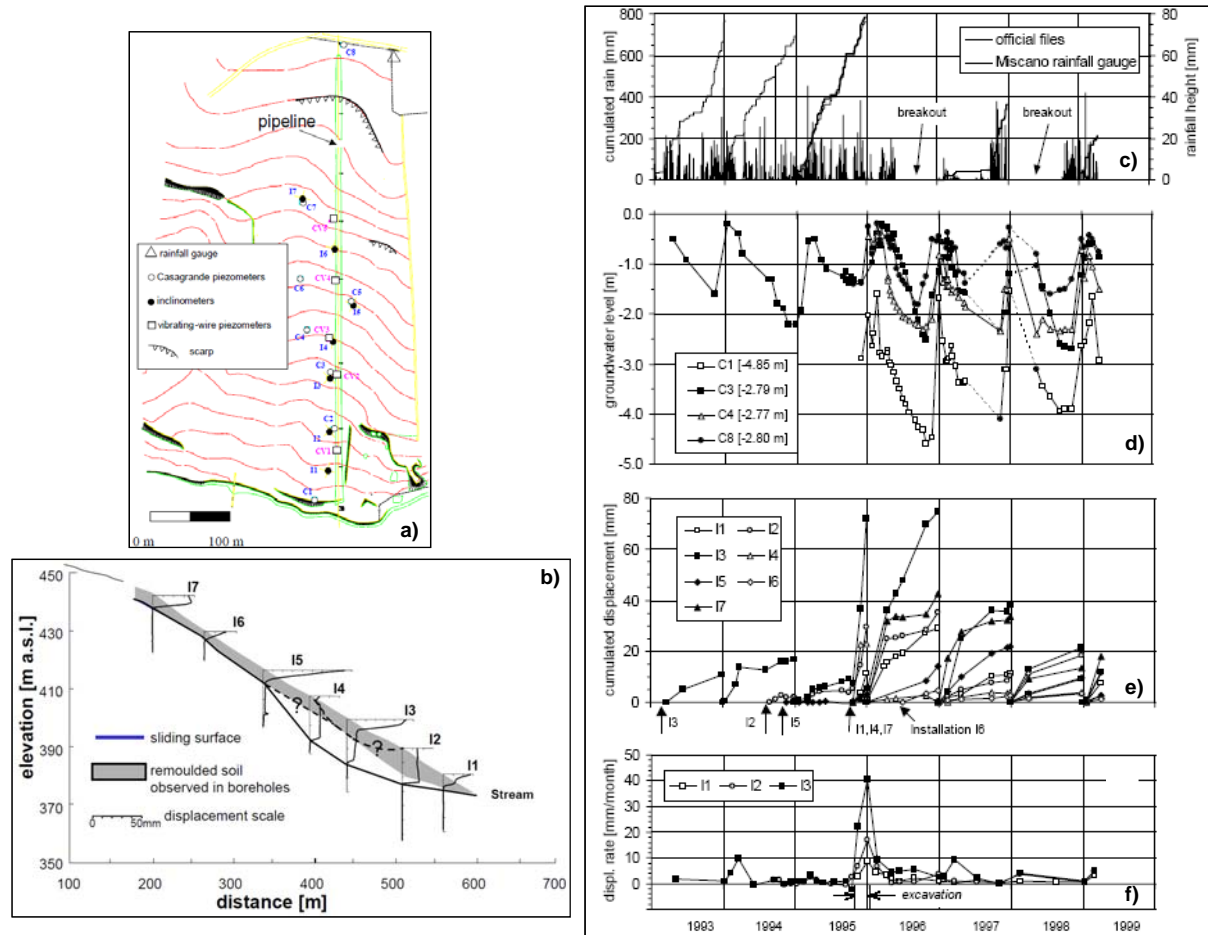 C8
pipeline
I7
C7
CV5
I6
CV4
C6
C5
I5
CV3
C4
I4
C3
CV2
I3
C2
I2
CV1
I1
C1
rainfall gauge
Casagrande piezometers
inclinometers
vibrating-wire piezometers
scarp
0 m 100 m
a)
b)
elevation [m a.s.l.]
450
430
410
390
370
350
I7
I6
I5
I4
I3
I2
I1
?
?
Stream
sliding surface
remoulded soil
observed in boreholes
0 50mm displacement scale
100 200 300 400 500 600 700
distance [m]
cumulated rain [mm]
800
600
400
200
0
official files
Miscano rainfall gauge
breakout
breakout
80
60
40
20
0
rainfall height [mm]
c)
groundwater level [m]
0.0
-1.0
-2.0
-3.0
-4.0
-5.0
C1 [-4.85 m]
C3 [-2.79 m]
C4 [-2.77 m]
C8 [-2.80 m]
d)
cumulated displacement [mm]
80
60
40
20
0
I1 I2
I3 I4
I5 I6
I7
e)
I3
I2
I5
I1,I4,I7
Installation I6
displ. rate [mm/month]
50
40
30
20
10
0
I1 I2 I3
excavation
f)
1993 1994 1995 1996 1997 1998 1999